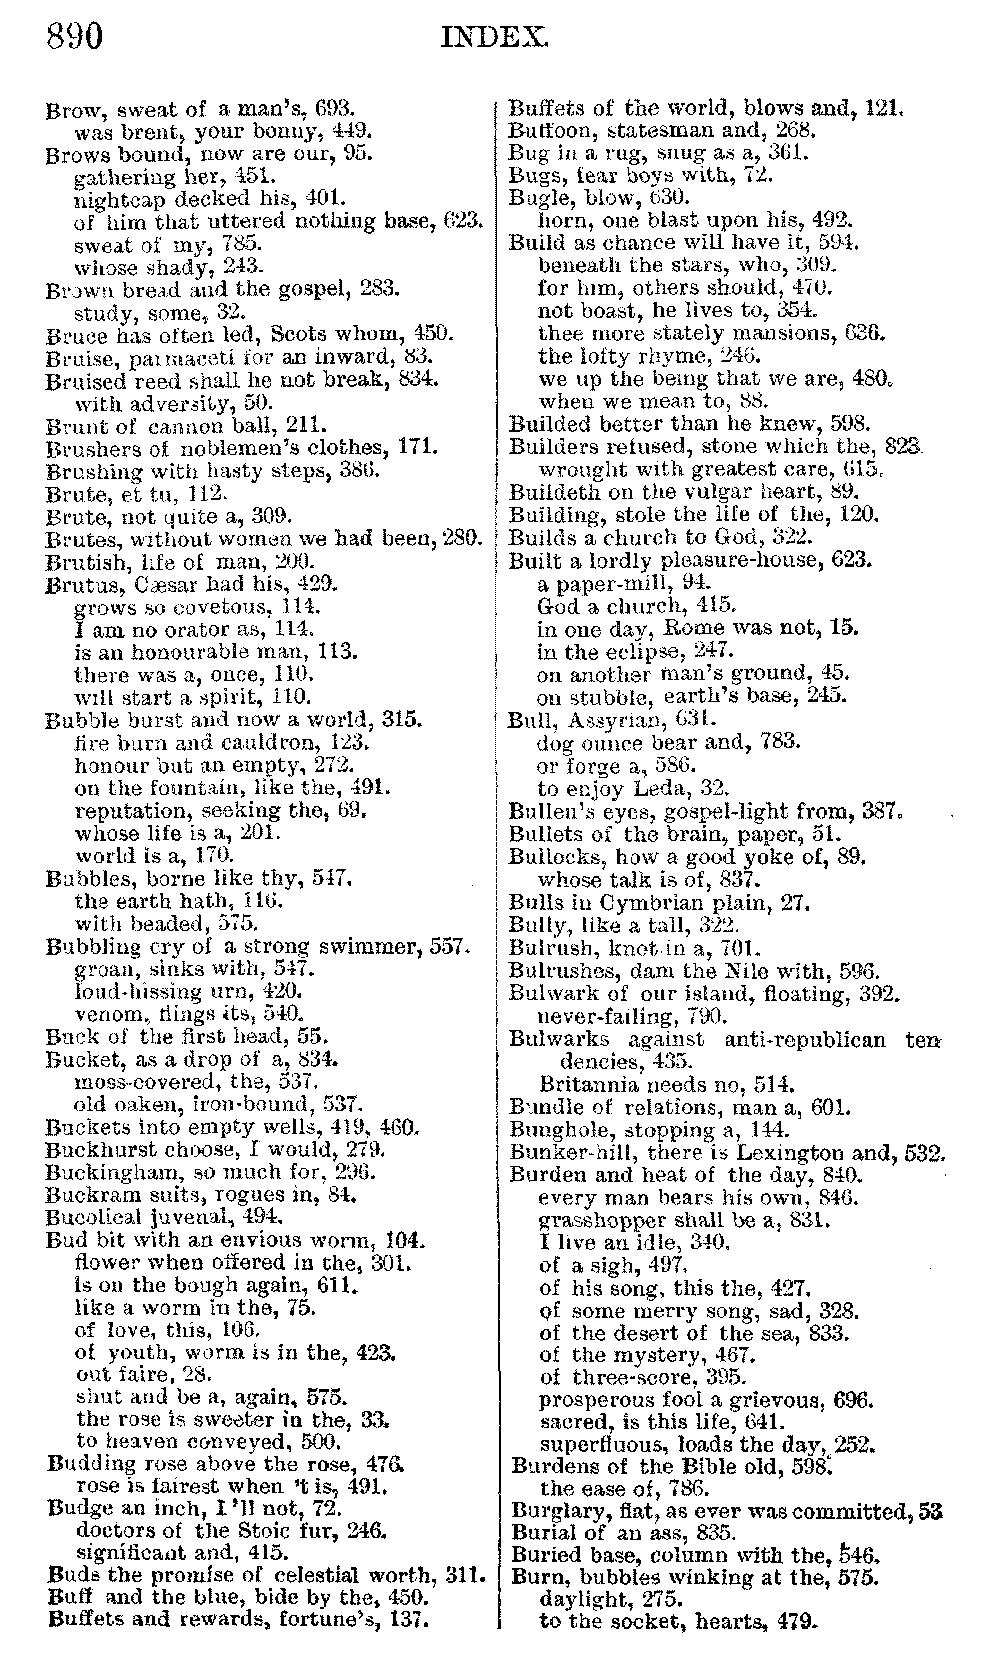 890
INDEX.
Brow, sweat of a man's, 693.
was brent, your bonny, 449.
Brows bound, now are our, 95.
gathering her, 451.
nightcap decked his, 401.
of him that uttered nothing base, 623.
sweat of my, 785.
whose shady, 243.
Brown bread and the gospel, 283.
study, some, 32.
Bruce has often led, Scots whom, 450.
Bruise, parmaceti for an inward, 83.
Bruised reed shall he not break, 834.
with adversity, 50.
Brunt of cannon ball, 211.
Brushers of noblemen's clothes, 171.
Brushing with hasty steps, 386.
Brute, et tu, 112.
Brute, not quite a, 309.
Brutes, without women we had been, 280.
Brutish, life of man, 200.
Brutus, Cæsar had his, 429.
grows so covetous, 114.
I am no orator as, 114.
is an honourable man, 113.
there was a, once, 110.
will start a spirit, 110.
Bubble burst and now a world, 315.
fire burn and cauldron, 123.
honour but an empty, 272.
on the fountain, like the, 491.
reputation, seeking the, 69.
whose life is a, 201.
world is a, 170.
Bubbles, borne like thy, 547.
the earth hath, 116.
with beaded, 575.
Bubbling cry of a strong swimmer, 557.
groan, sinks with, 547.
loud-hissing urn, 420.
venom, flings its, 540.
Buck of the first head, 55.
Bucket, as a drop of a, 834.
moss-covered, the, 537.
old oaken, iron-bound, 537.
Buckets into empty wells, 419, 460.
Buckhurst choose, I would, 279.
Buckingham, so much for, 296.
Buckram suits, rogues in, 84.
Bucolical juvenal, 494.
Bud bit with an envious worm, 104.
flower when offered in the, 301.
is on the bough again, 611.
like a worm in the, 75.
of love, this, 106.
of youth, worm is in the, 423.
out faire, 28.
shut and be a, again, 575.
the rose is sweeter in the, 33.
to heaven conveyed, 500.
Budding rose above the rose, 476.
rose is fairest when 't is, 491.
Budge an inch, I 'll not, 72.
doctors of the Stoic fur, 246.
significant and, 415.
Buds the promise of celestial worth, 311.
Buff and the blue, bide by the, 450.
Buffets and rewards, fortune's, 137.
Buffets of the world, blows and, 121.
Buffoon, statesman and, 268.
Bug in a rug, snug as a, 361.
Bugs, fear boys with, 72.
Bugle, blow, 630.
horn, one blast upon his, 492.
Build as chance will have it, 594.
beneath the stars, who, 309.
for him, others should, 470.
not boast, he lives to, 354.
thee more stately mansions, 636.
the lofty rhyme, 246.
we up the being that we are, 480.
when we mean to, 88.
Builded better than he knew, 598.
Builders refused, stone which the, 823.
wrought with greatest care, 615.
Buildeth on the vulgar heart, 89.
Building, stole the life of the, 120.
Builds a church to God, 322.
Built a lordly pleasure-house, 623.
a paper-mill, 94.
God a church, 415.
in one day, Rome was not, 15.
in the eclipse, 247.
on another man's ground, 45.
on stubble, earth's base, 245.
Bull, Assyrian, 631.
dog ounce bear and, 783.
or forge a, 586.
to enjoy Leda, 32.
Bullen's eyes, gospel-light from, 387.
Bullets of the brain, paper, 51.
Bullocks, how a good yoke of, 89.
whose talk is of, 837.
Bulls in Cymbrian plain, 27.
Bully, like a tall, 322.
Bulrush, knot in a, 701.
Bulrushes, dam the Nile with, 596.
Bulwark of our island, floating, 392.
never-failing, 790.
Bulwarks against anti-republican ten-
dencies, 435.
Britannia needs no, 514.
Bundle of relations, man a, 601.
Bunghole, stopping a, 144.
Bunker-hill, there is Lexington and, 532.
Burden and heat of the day, 840.
every man bears his own, 846.
grasshopper shall be a, 831.
I live an idle, 340.
of a sigh, 497.
of his song, this the, 427.
of some merry song, sad, 328.
of the desert of the sea, 833.
of the mystery, 467.
of three-score, 395.
prosperous fool a grievous, 696.
sacred, is this life, 641.
superfluous, loads the day, 252.
Burdens of the Bible old, 598.
the ease of, 786.
Burglary, flat, as ever was committed, 53
Burial of an ass, 835.
Buried base, column with the, 546.
Burn, bubbles winking at the, 575.
daylight, 275.
to the socket, hearts, 479.